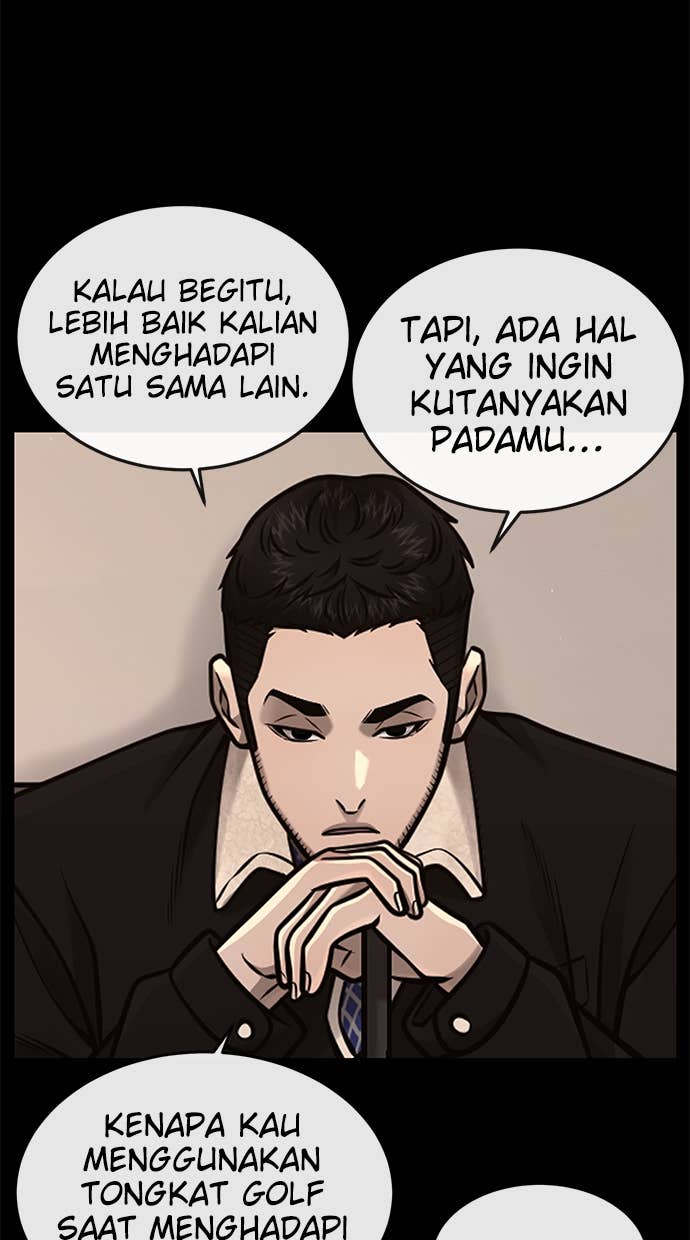 KALAU BEGITU,
LEBIH BAIK KALIAN
MENGHADAPI
SATU SAMA LAIN.
TAPI, ADA HAL
YANG INGIN
KUTANYAKAN
PADAMU...
KENAPA KAU
MENGGUNAKAN
TONGKAT GOLF
SAAT MENGHADAPI